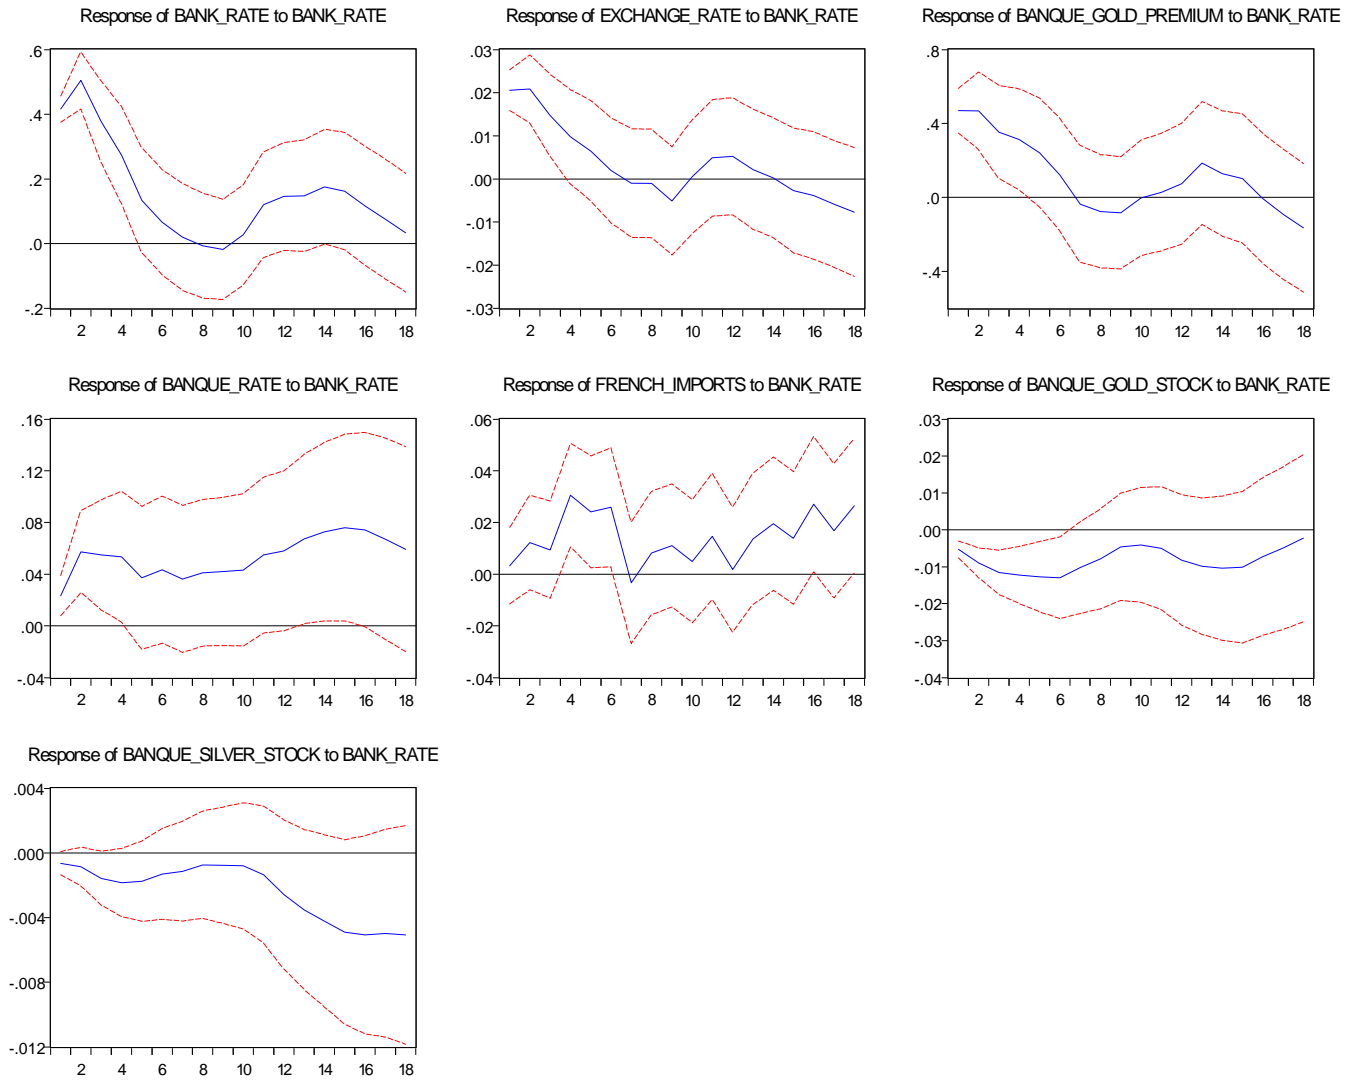 Response of BANK_RATE to BANK_RATE
.6
.4
.2
.0
-.2
2 4 6 8 10 12 14 16 18
Response of EXCHANGE_RATE to BANK_RATE
.03
.02
.01
.00
-.01
-.02
-.03
2 4 6 8 10 12 14 16 18
Response of BANQUE_GOLD_PREMIUM to BANK_RATE
.8
.4
.0
-.4
2 4 6 8 10 12 14 16 18
Response of BANQUE_RATE to BANK_RATE
.16
.12
.08
.04
.00
-.04
2 4 6 8 10 12 14 16 18
Response of FRENCH_IMPORTS to BANK_RATE
.06
.04
.02
.00
-.02
-.04
2 4 6 8 10 12 14 16 18
Response of BANQUE_GOLD_STOCK to BANK_RATE
.03
.02
.01
.00
-.01
-.02
-.03
-.04
2 4 6 8 10 12 14 16 18
Response of BANQUE_SILVER_STOCK to BANK_RATE
.004
.000
-.004
-.008
-.012
2 4 6 8 10 12 14 16 18